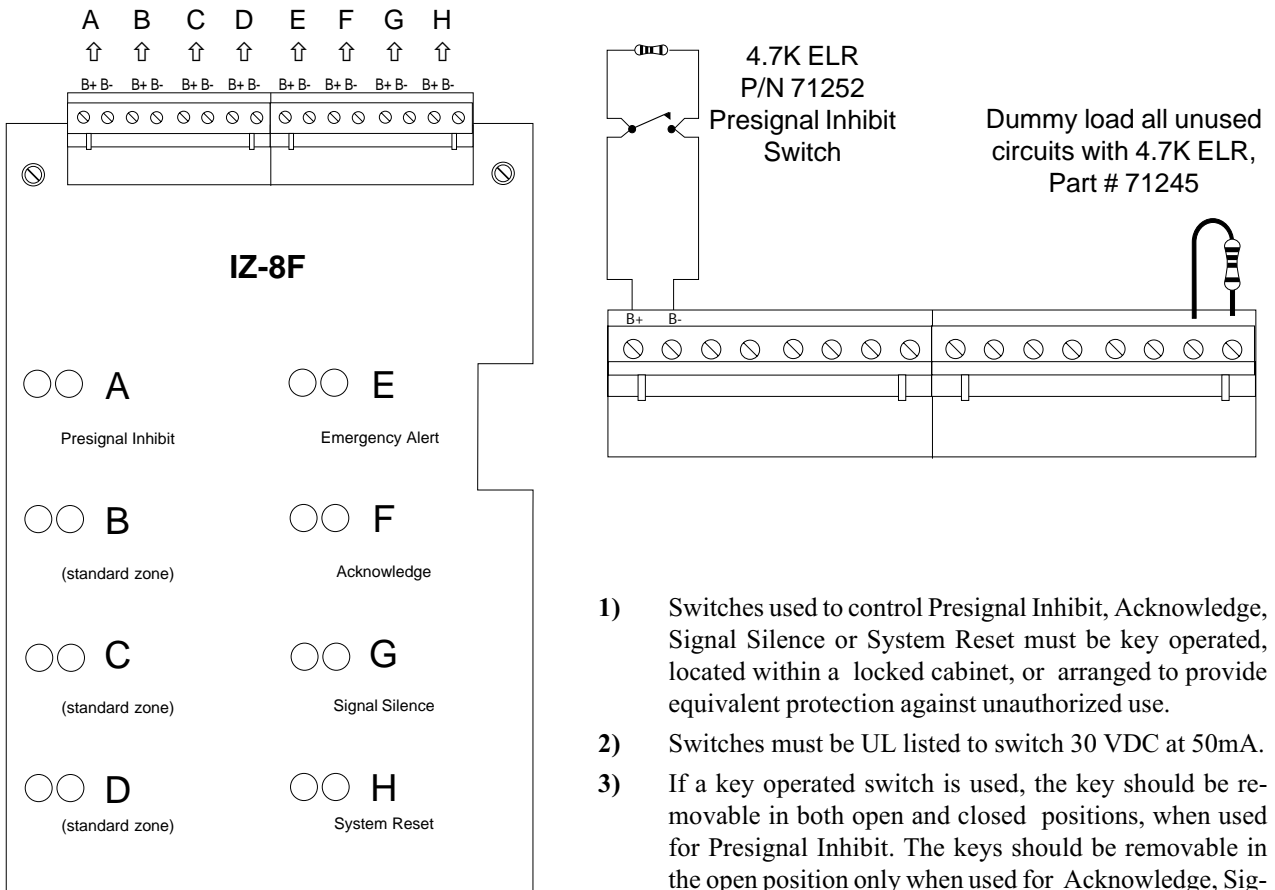 A B C D E F G H
B+ B- B+ B- B+ B- B+ B- B+ B- B+ B- B+ B- B+ B-
IZ-8F
A
Presignal Inhibit
B
(standard zone)
C
(standard zone)
D
(standard zone)
E
Emergency Alert
F
Acknowledge
G
Signal Silence
H
System Reset
4.7K ELR
P/N 71252
Presignal Inhibit
Switch
Dummy load all unused
circuits with 4.7K ELR,
Part # 71245
B+ B-
1) Switches used to control Presignal Inhibit, Acknowledge,
Signal Silence or System Reset must be key operated,
located within a locked cabinet, or arranged to provide
equivalent protection against unauthorized use.
2) Switches must be UL listed to switch 30 VDC at 50mA.
3) If a key operated switch is used, the key should be re-
movable in both open and closed positions, when used
for Presignal Inhibit. The keys should be removable in
the open position only when used for Acknowledge, Sig-